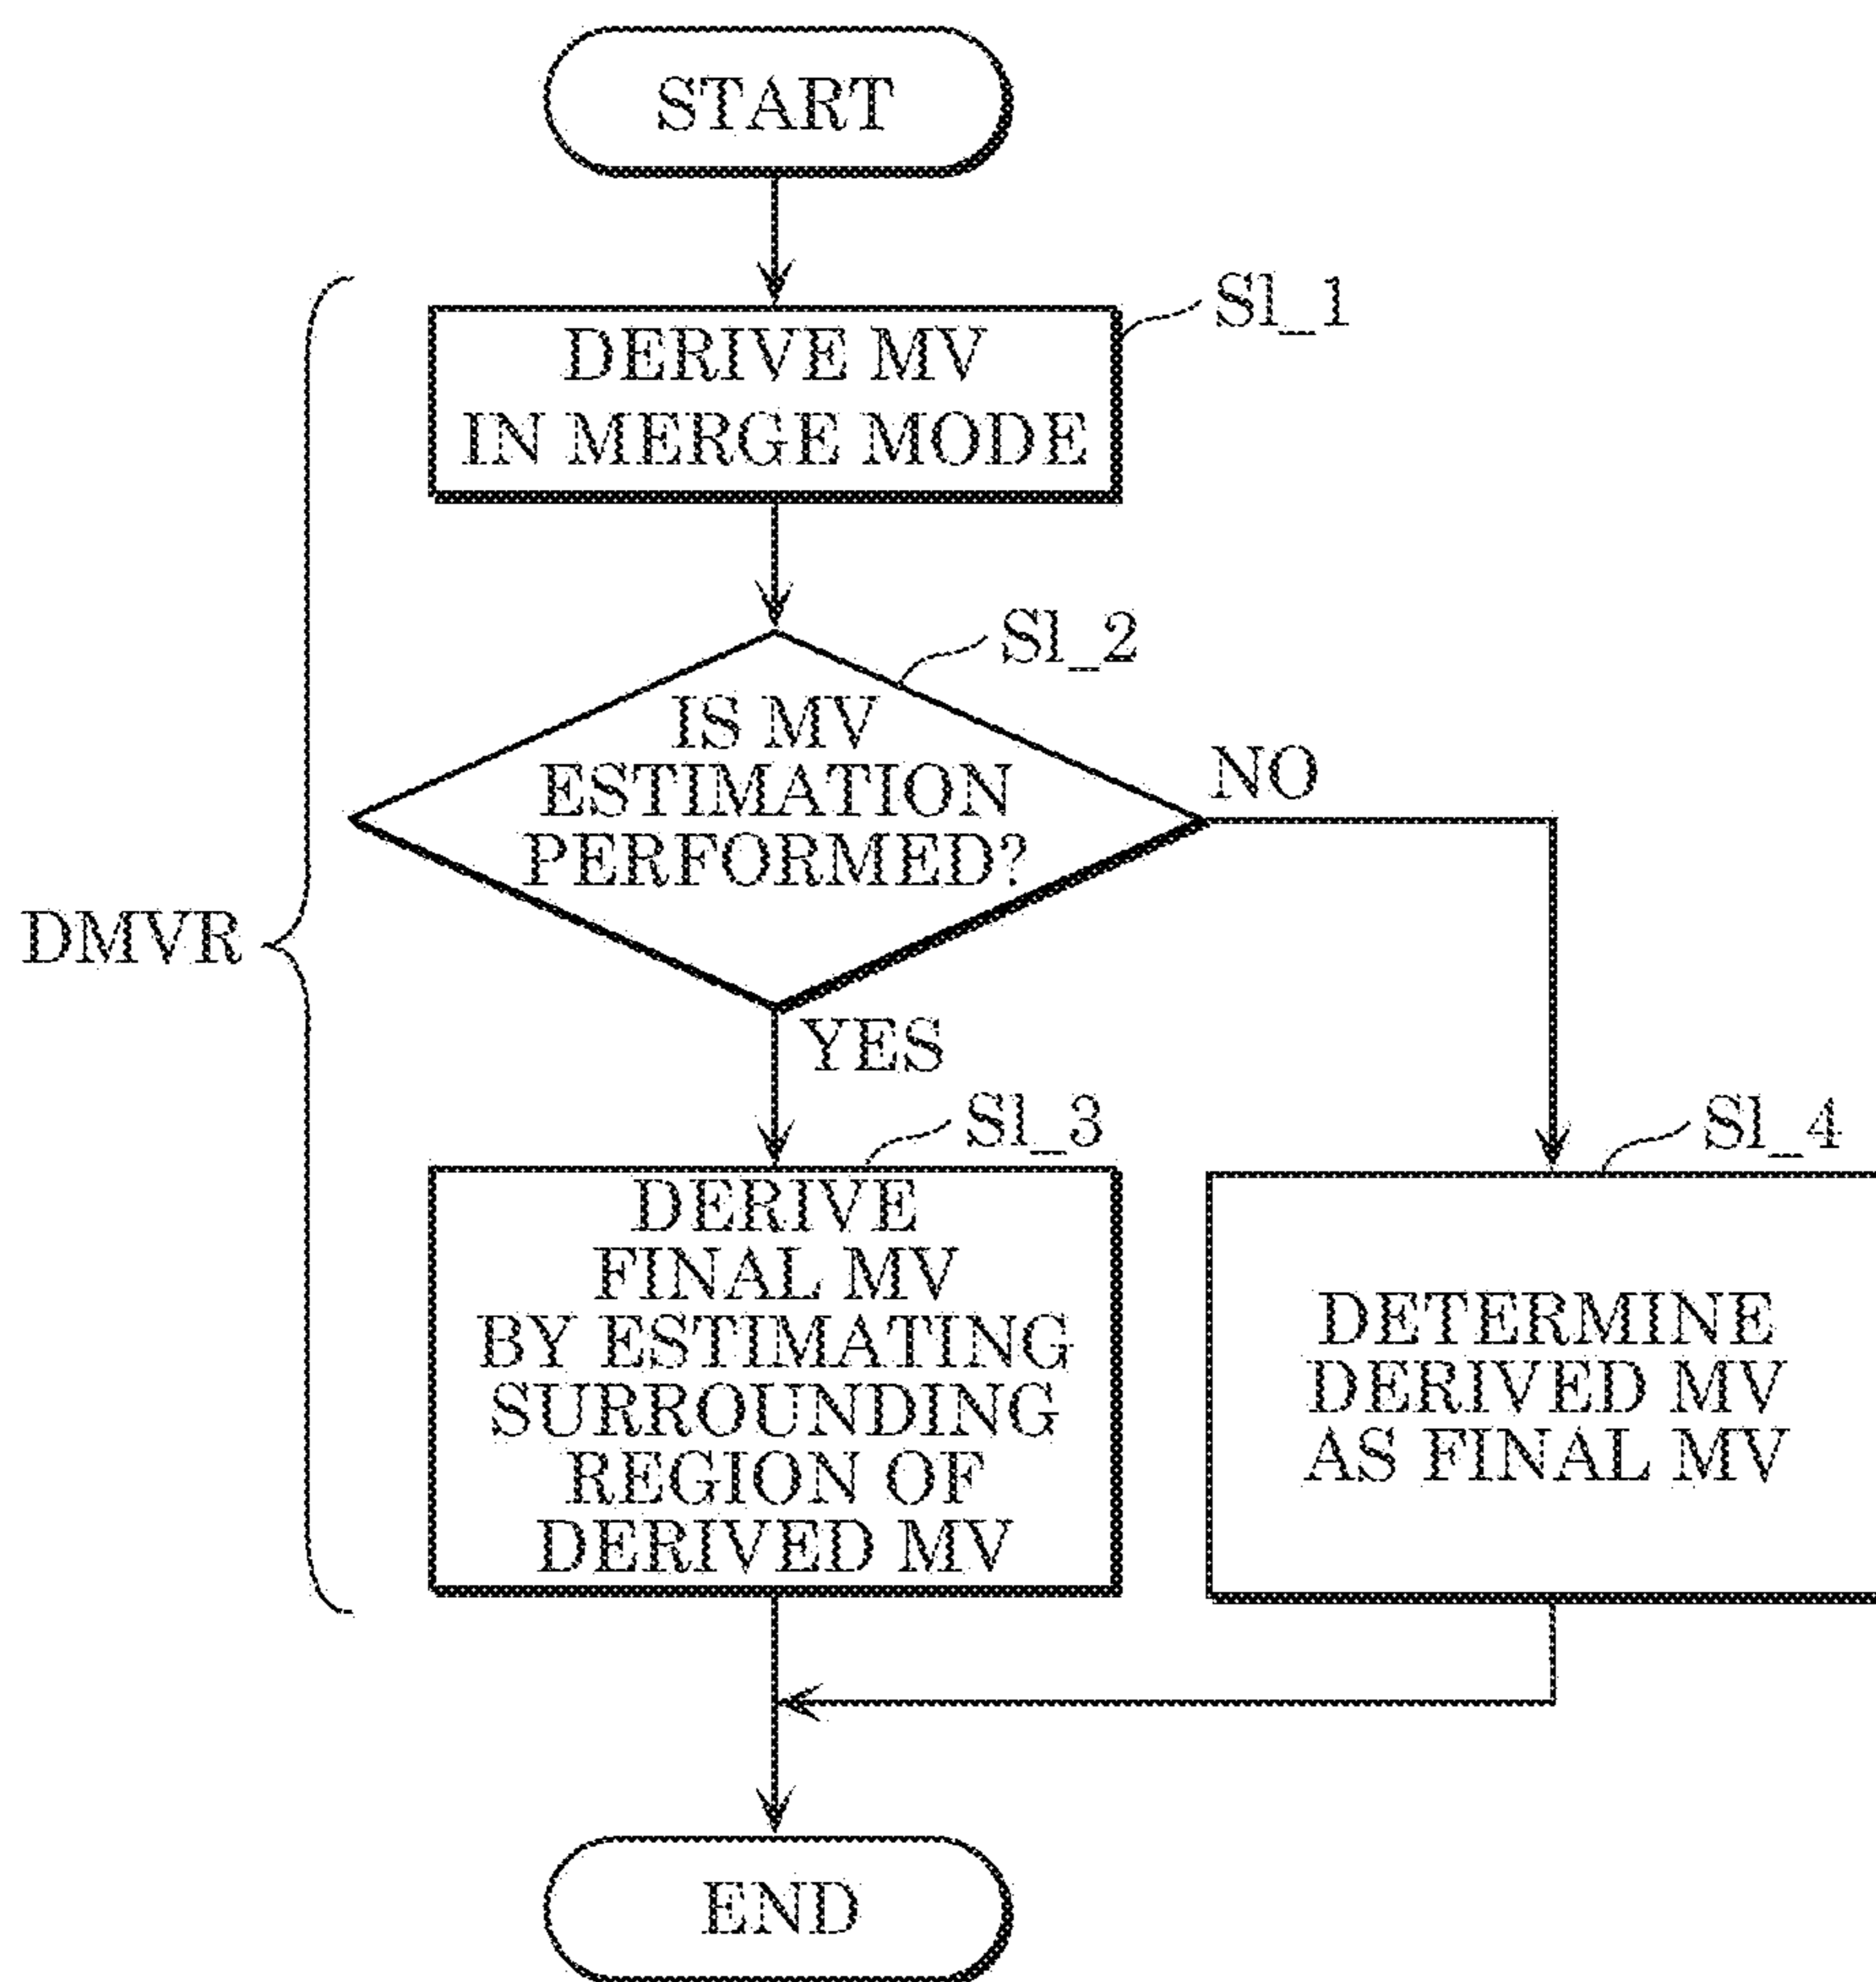 START
Sl_1
DERIVE MV
IN MERGE MODE
Sl_2
IS MV
ESTIMATION
PERFORMED?
NO
DMVR
YES
Sl_3
DERIVE
FINAL MV
BY ESTIMATING
SURROUNDING
REGION OF
DERIVED MV
Sl_4
DETERMINE
DERIVED MV
AS FINAL MV
END